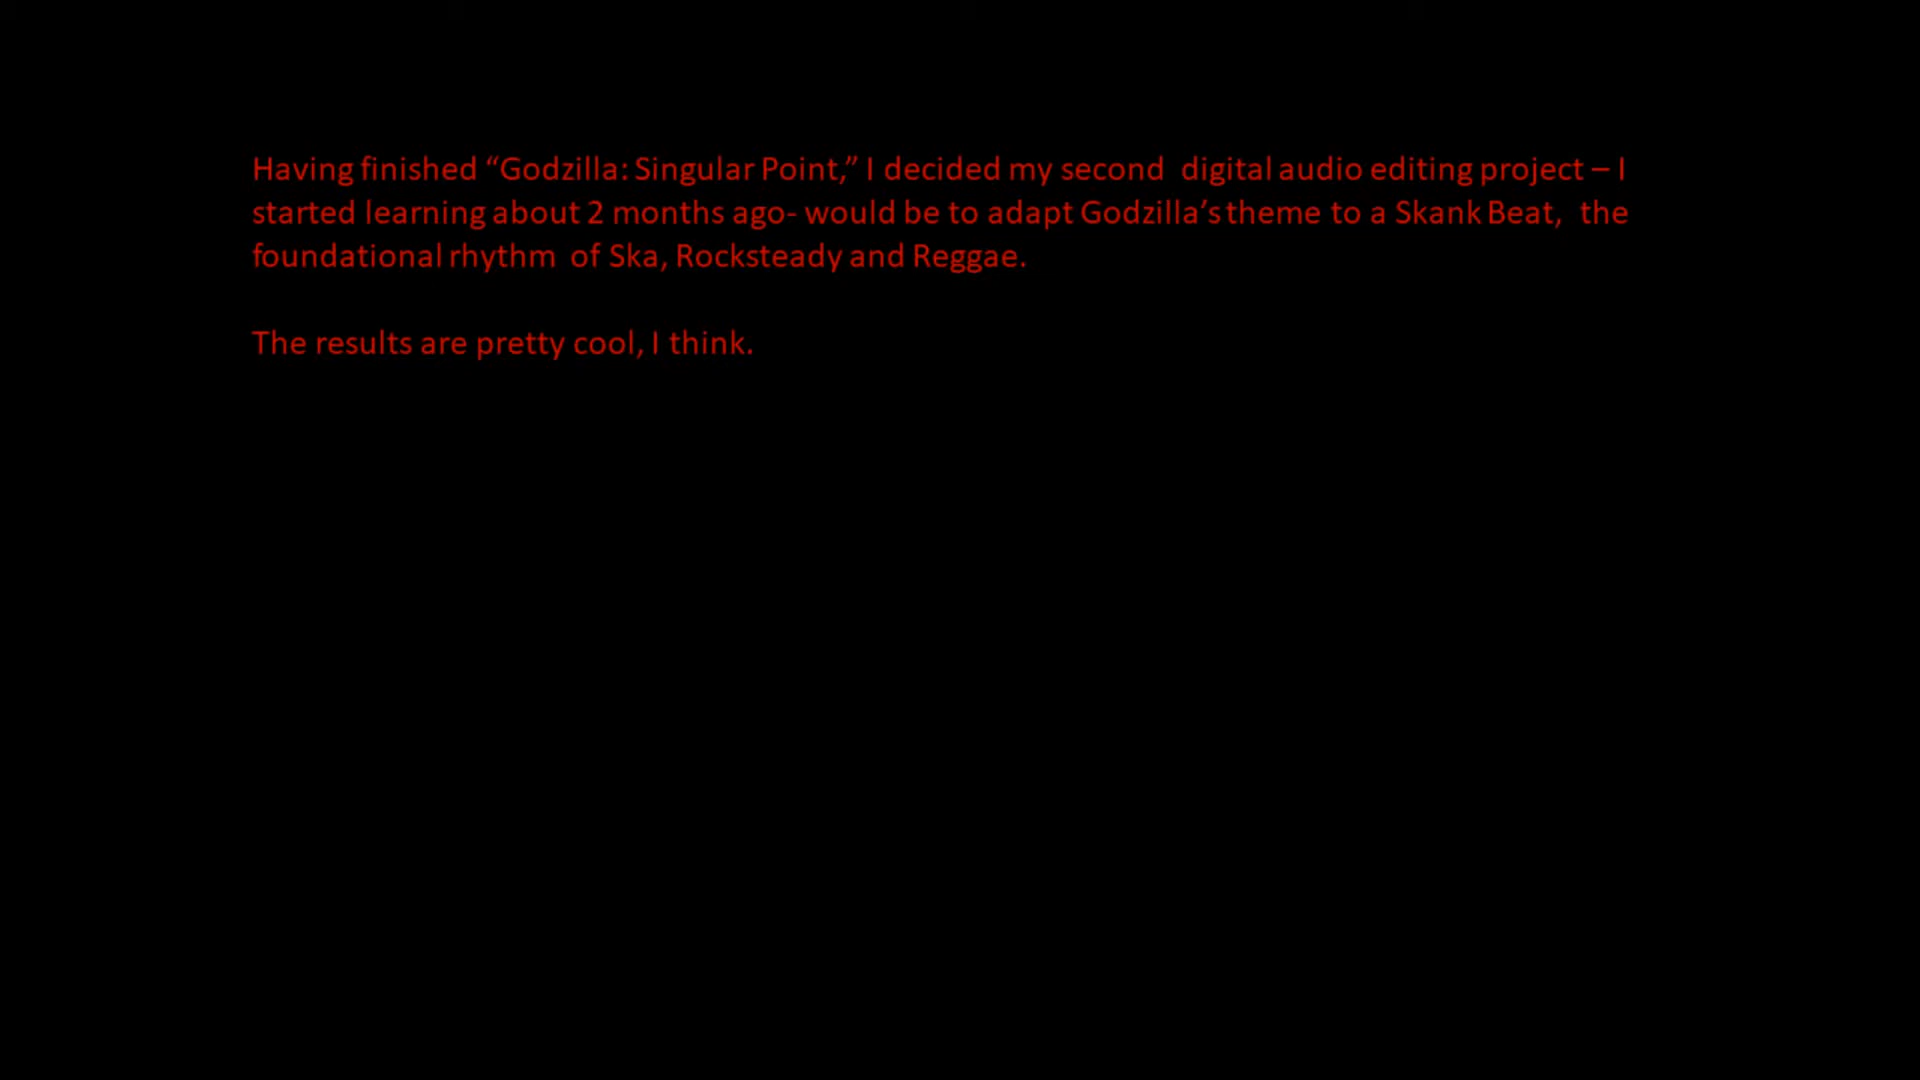 Having finished “Godzilla: Singular Point,” I decided my second digital audio editing project – I
started learning about 2 months ago- would be to adapt Godzilla’s theme to a Skank Beat, the
foundational rhythm of Ska, Rocksteady and Reggae.
The results are pretty cool, I think.